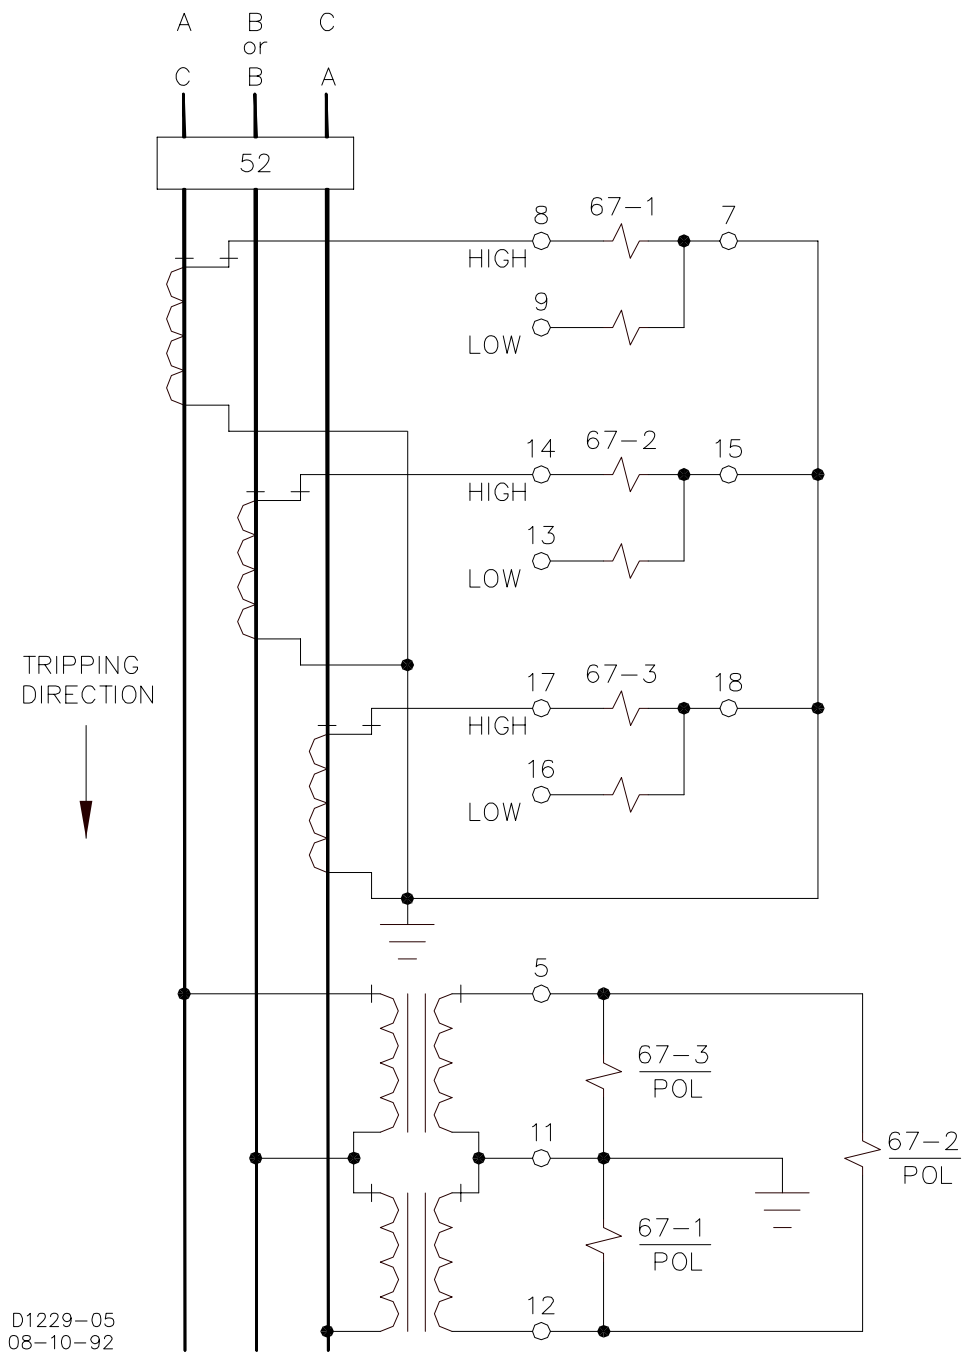 A B C
or
C B A
52
8 67-1 7
HIGH
9
LOW
14 67-2 15
HIGH
13
LOW
TRIPPING
DIRECTION
17 67-3 18
HIGH
16
LOW
5
67-3
POL
11
67-2
POL
67-1
POL
12
D1229-05
08-10-92